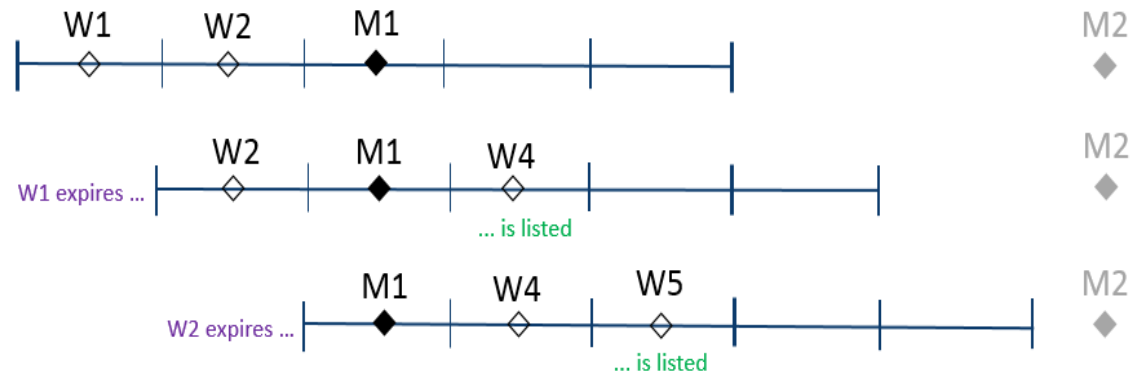 W1 W2 M1 M2
W2 M1 W4 M2
W1 expires ...
... is listed
M1 W4 W5 M2
W2 expires ...
... is listed